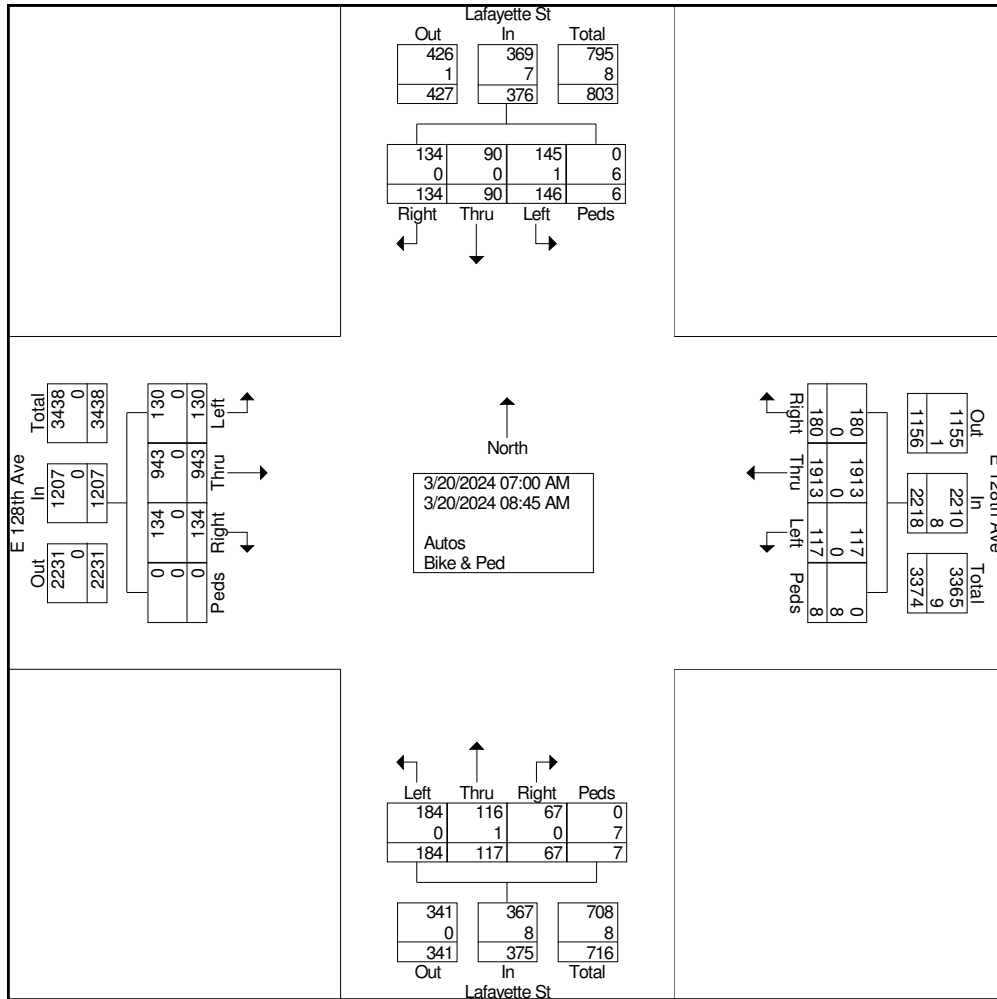 Lafayette St
Out In Total
426 369 795
1 7 8
427 376 803
134 90 145 0
0 0 1 6
134 90 146 6
Right Thru Left Peds
E 128th Ave
Total In Out
3438 1207 2231
0 0 0
3438 1207 2231
130 943 134 0
0 0 0 0
130 943 134 0
Left Thru Right Peds
North
3/20/2024 07:00 AM
3/20/2024 08:45 AM
Autos
Bike & Ped
E 128th Ave
Out In Total
1155 2210 3365
1 8 9
1156 2218 3374
180 1913 117 0
0 0 0 8
180 1913 117 8
Right Thru Left Peds
Left Thru Right Peds
184 116 67 0
0 1 0 7
184 117 67 7
341 367 708
0 8 8
341 375 716
Out In Total
Lafayette St